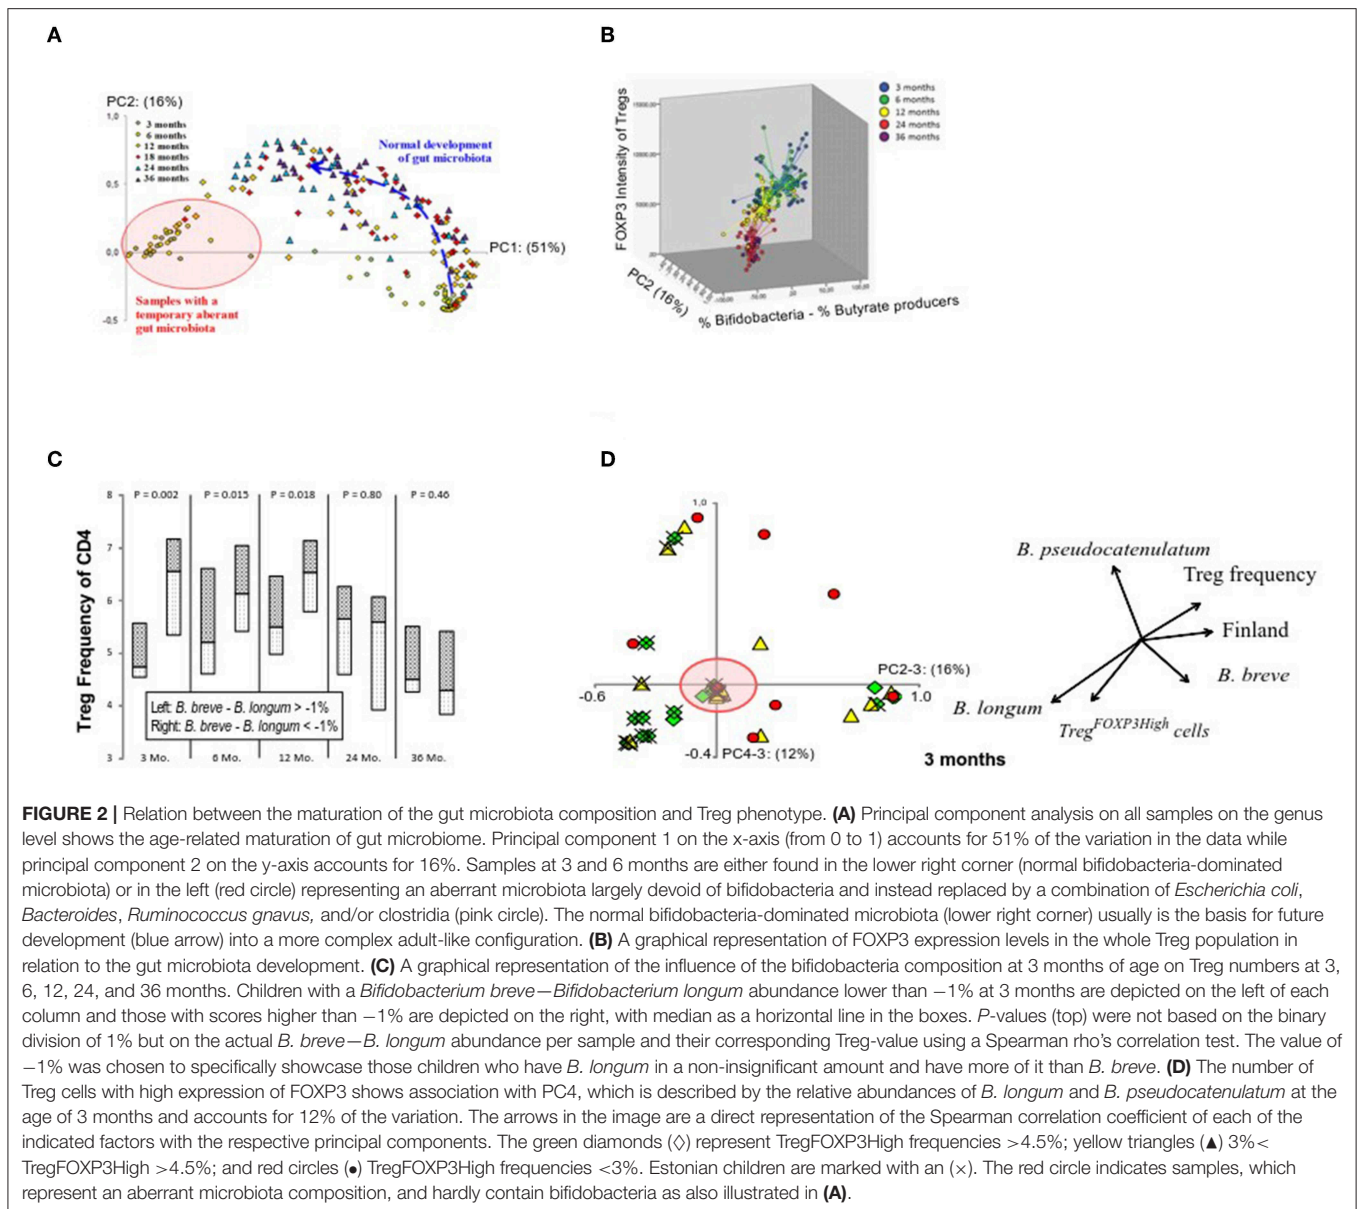 A
PC2: (16%)
1,0
3 months
6 months
12 months
18 months
24 months
36 months
Normal development
of gut microbiota
0,5
0,0
PC1: (51%)
Samples with a
temporary aberrant
gut microbiota
-0,5
B
FOXP3 Intensity of Tregs
3 months
6 months
12 months
24 months
36 months
PC2 (16%)
% Bifidobacteria - % Butyrate producers
C
Treg Frequency of CD4
8
7
6
5
4
3
P = 0.002
P = 0.015
P = 0.018
P = 0.80
P = 0.46
Left: B. breve - B. longum > -1%
Right: B. breve - B. longum < -1%
3 Mo.
6 Mo.
12 Mo.
24 Mo.
36 Mo.
D
1,0
PC2-3: (16%)
-0.6
1.0
-0.4
PC4-3: (12%)
B. pseudocatenulatum
Treg frequency
Finland
B. breve
B. longum
TregFOXP3High cells
3 months
FIGURE 2 | Relation between the maturation of the gut microbiota composition and Treg phenotype. (A) Principal component analysis on all samples on the genus
level shows the age-related maturation of gut microbiome. Principal component 1 on the x-axis (from 0 to 1) accounts for 51% of the variation in the data while
principal component 2 on the y-axis accounts for 16%. Samples at 3 and 6 months are either found in the lower right corner (normal bifidobacteria-dominated
microbiota) or in the left (red circle) representing an aberrant microbiota largely devoid of bifidobacteria and instead replaced by a combination of Escherichia coli,
Bacteroides, Ruminococcus gnavus, and/or clostridia (pink circle). The normal bifidobacteria-dominated microbiota (lower right corner) usually is the basis for future
development (blue arrow) into a more complex adult-like configuration. (B) A graphical representation of FOXP3 expression levels in the whole Treg population in
relation to the gut microbiota development. (C) A graphical representation of the influence of the bifidobacteria composition at 3 months of age on Treg numbers at 3,
6, 12, 24, and 36 months. Children with a Bifidobacterium breve—Bifidobacterium longum abundance lower than −1% at 3 months are depicted on the left of each
column and those with scores higher than −1% are depicted on the right, with median as a horizontal line in the boxes. P-values (top) were not based on the binary
division of 1% but on the actual B. breve—B. longum abundance per sample and their corresponding Treg-value using a Spearman rho's correlation test. The value of
−1% was chosen to specifically showcase those children who have B. longum in a non-insignificant amount and have more of it than B. breve. (D) The number of
Treg cells with high expression of FOXP3 shows association with PC4, which is described by the relative abundances of B. longum and B. pseudocatenulatum at the
age of 3 months and accounts for 12% of the variation. The arrows in the image are a direct representation of the Spearman correlation coefficient of each of the
indicated factors with the respective principal components. The green diamonds (◊) represent TregFOXP3High frequencies >4.5%; yellow triangles (▲) 3%<
TregFOXP3High >4.5%; and red circles (●) TregFOXP3High frequencies <3%. Estonian children are marked with an (×). The red circle indicates samples, which
represent an aberrant microbiota composition, and hardly contain bifidobacteria as also illustrated in (A).